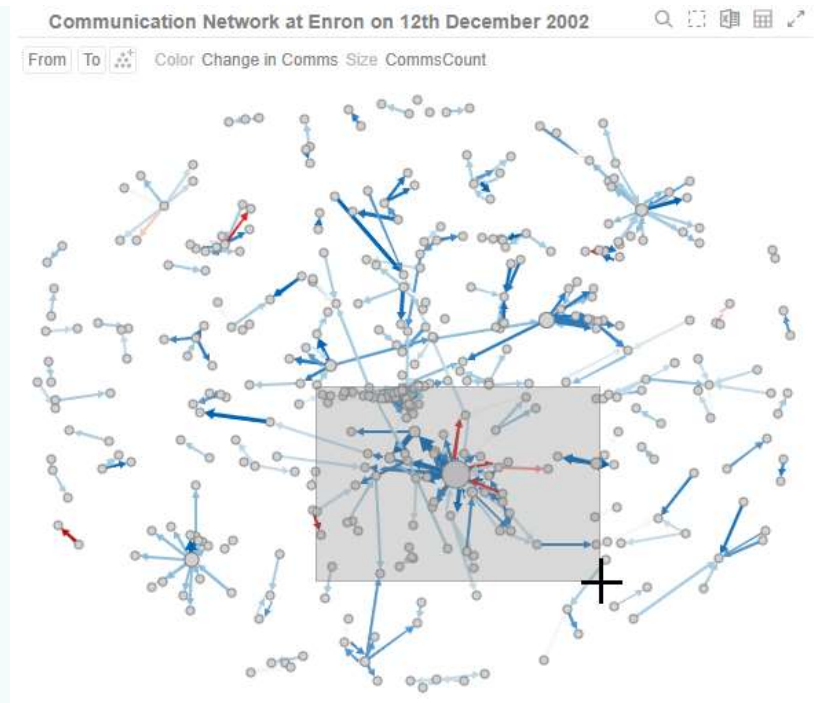 Communication Network at Enron on 12th December 2002
From To Color Change in Comms Size CommsCount